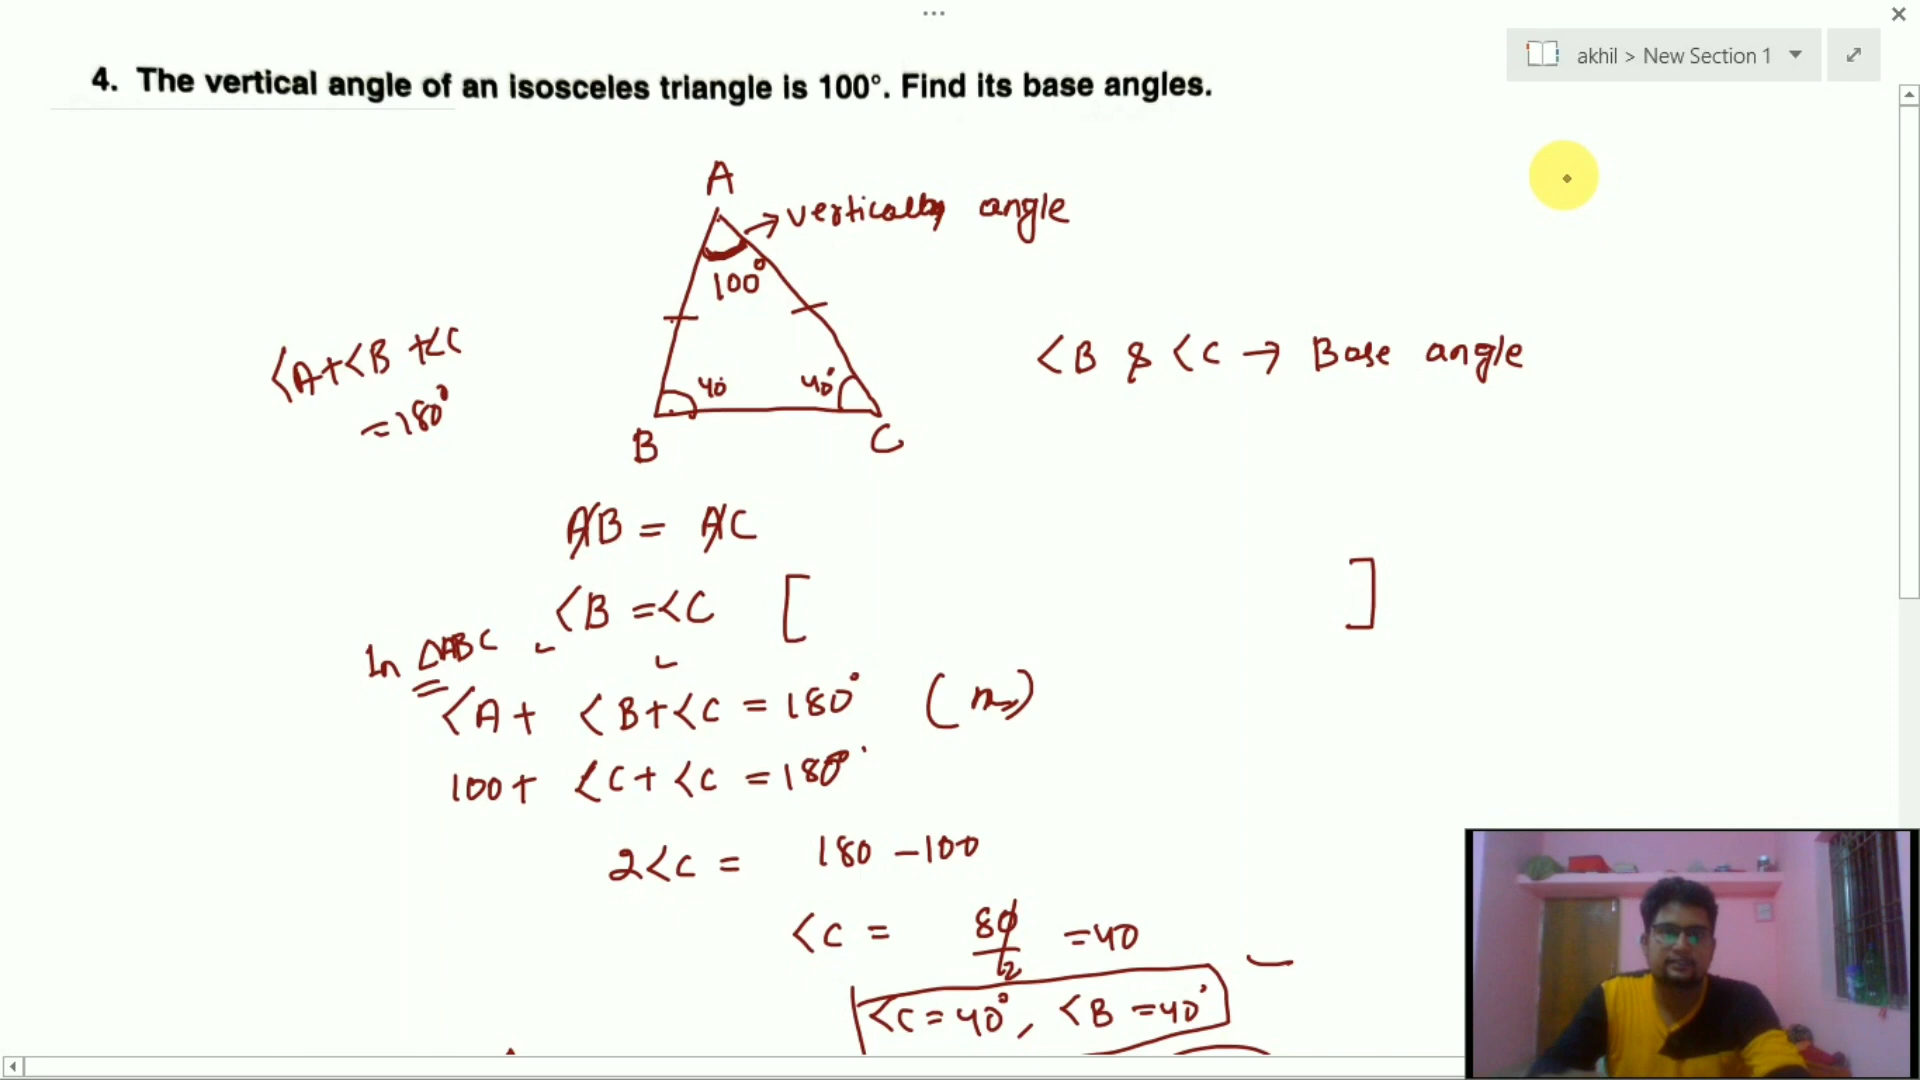 akhil > New Section 1
4. The vertical angle of an isosceles triangle is 100°. Find its base angles.
A
vertically angle
100°
<A+<B+<C
=180°
<B & <C → Base angle
40°
40°
B
C
AB = AC
<B =<C [ ]
In △ABC
<A+ <B+<C = 180°
100+ <C+<C = 180°
2<C = 180 -100
<C = 80/2 =40
<C=40°, <B =40°